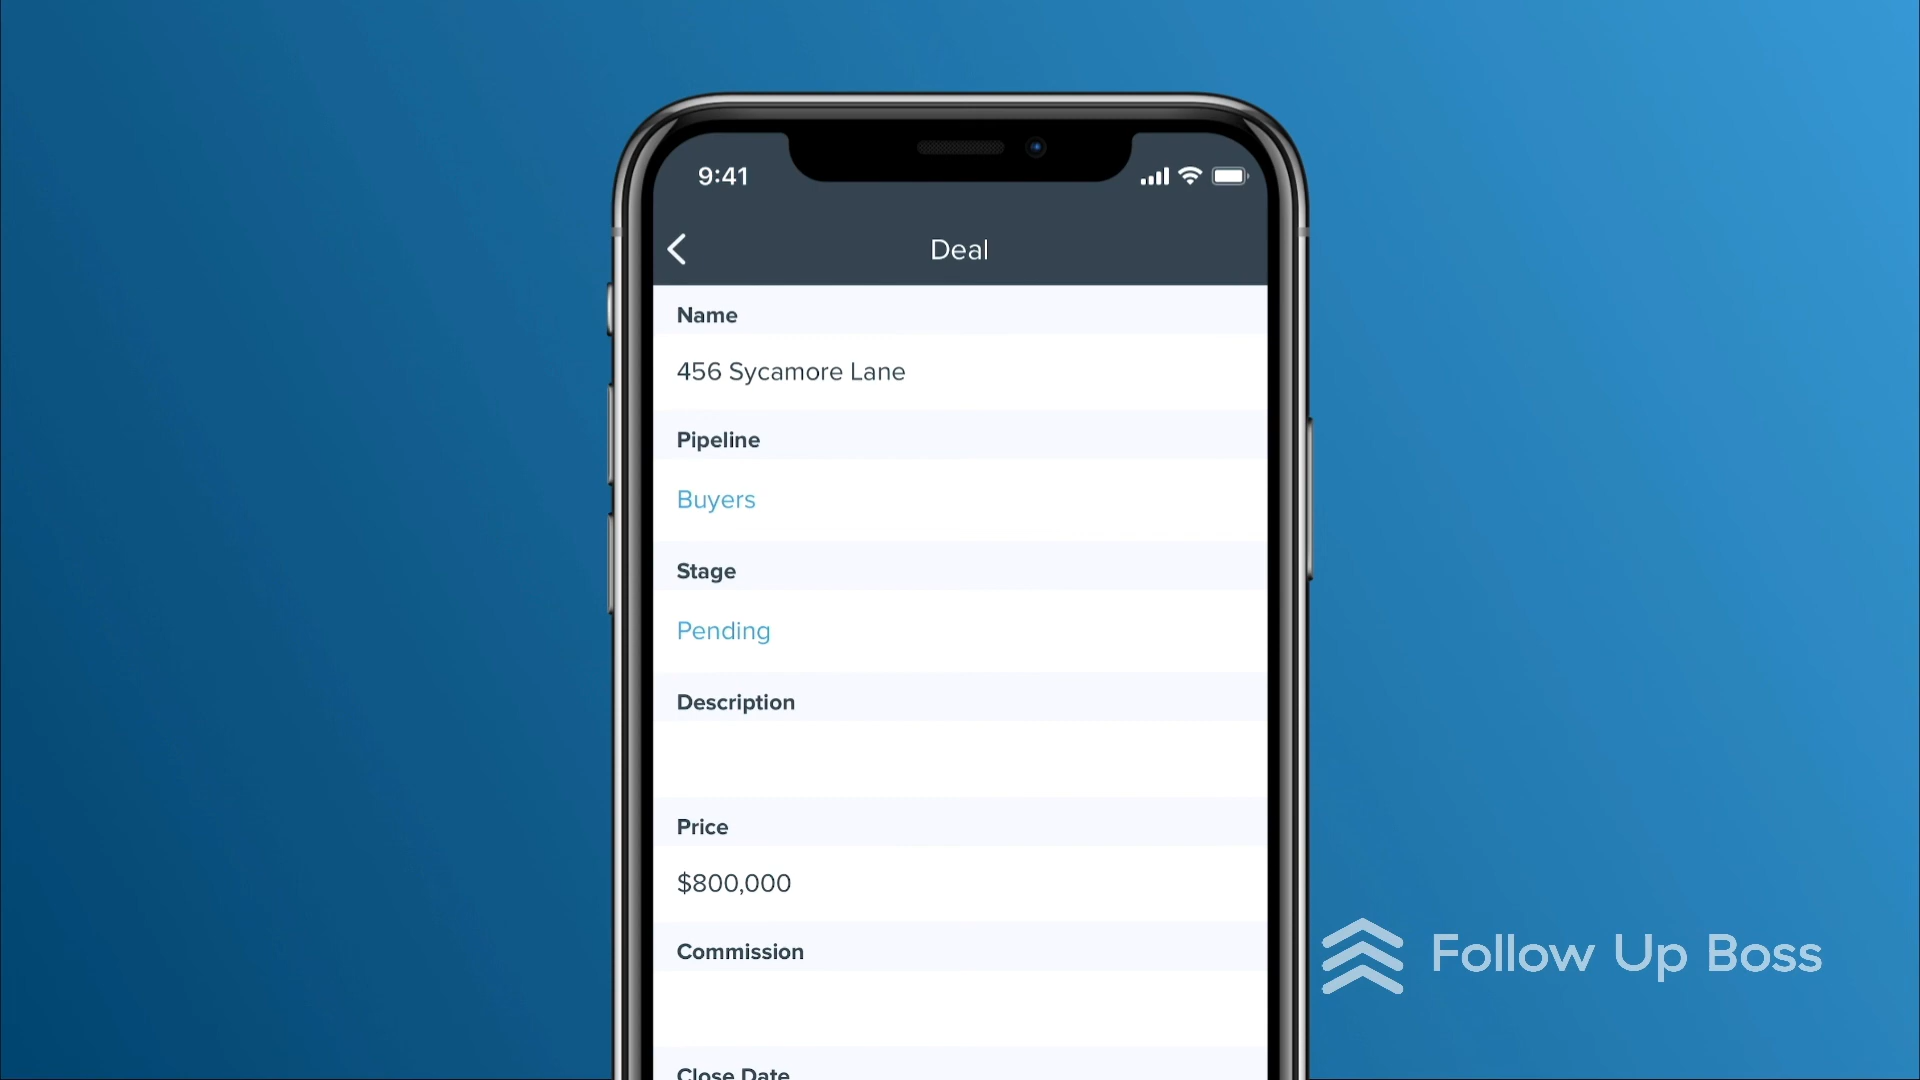 9:41
Deal
Name
456 Sycamore Lane
Pipeline
Buyers
Stage
Pending
Description
Price
$800,000
Commission
Close Date
Follow Up Boss